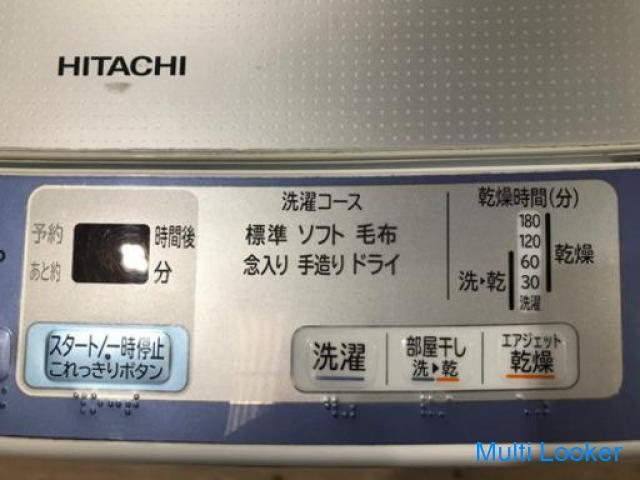 HITACHI
予約
時間後
あと約
分
洗濯コース
標準 ソフト 毛布
念入り 手造り ドライ
乾燥時間(分)
180
120
60
30
洗濯
洗▸乾
乾燥
スタート/一時停止
これっきりボタン
洗濯
部屋干し
洗▸乾
エアジェット
乾燥
Multi Looker